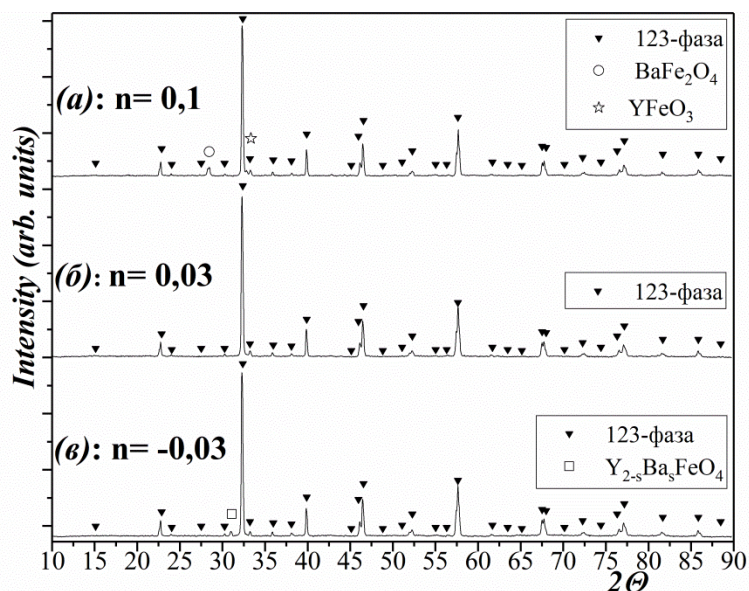 (а): n= 0,1
123-фаза
BaFe₂O₄
YFeO₃
(б): n= 0,03
123-фаза
(в): n= -0,03
123-фаза
Y₂₋ₛBaₛFeO₄
Intensity (arb. units)
10 15 20 25 30 35 40 45 50 55 60 65 70 75 80 85 90
2Θ